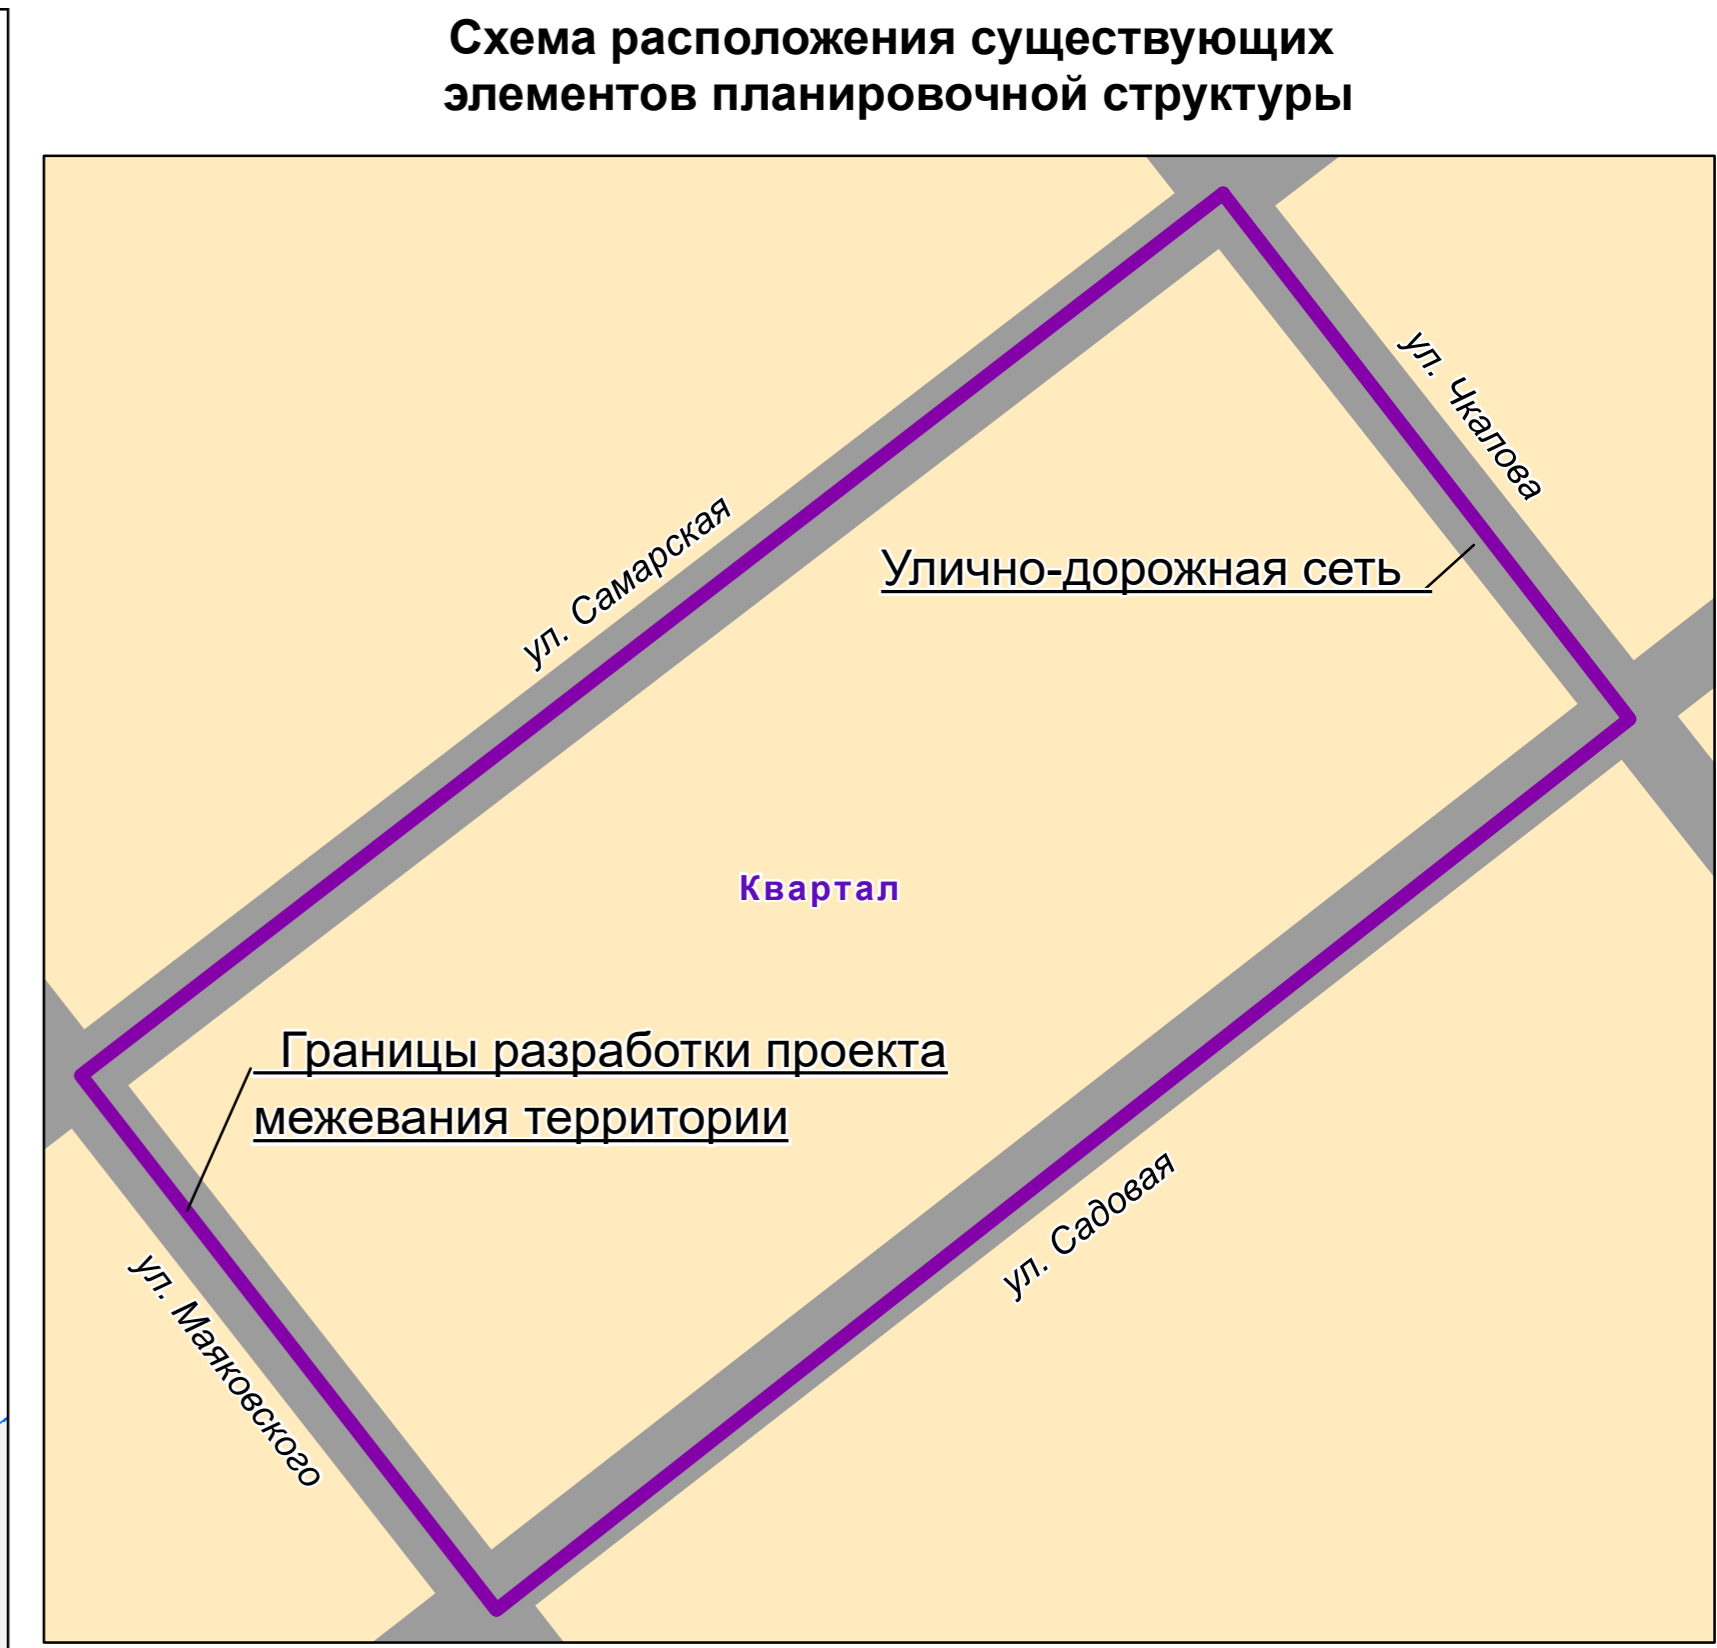 Схема расположения существующих
элементов планировочной структуры
ул. Чкалова
ул. Самарская
Улично-дорожная сеть
Квартал
Границы разработки проекта
межевания территории
ул. Садовая
ул. Маяковского